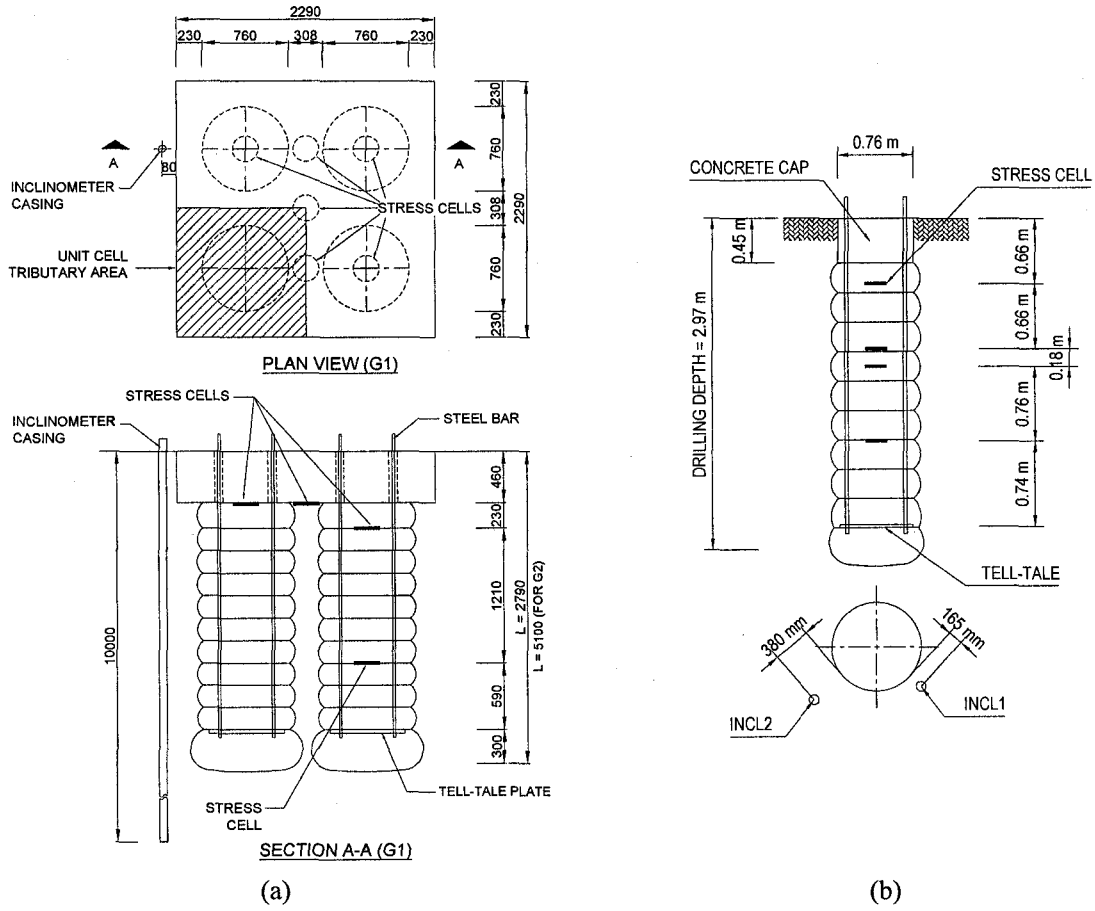 2290
230 760 308 760 230
A
A
80
INCLINOMETER
CASING
STRESS CELLS
UNIT CELL
TRIBUTARY AREA
230
760
308
760
230
2290
PLAN VIEW (G1)
STRESS CELLS
INCLINOMETER
CASING
STEEL BAR
10000
460
230
1210
590
300
L = 2790
L = 5100 (FOR G2)
STRESS
CELL
TELL-TALE PLATE
SECTION A-A (G1)
(a)
0.76 m
CONCRETE CAP
STRESS CELL
0.45 m
DRILLING DEPTH = 2.97 m
0.66 m
0.66 m
0.18 m
0.76 m
0.74 m
TELL-TALE
380 mm
165 mm
INCL2
INCL1
(b)